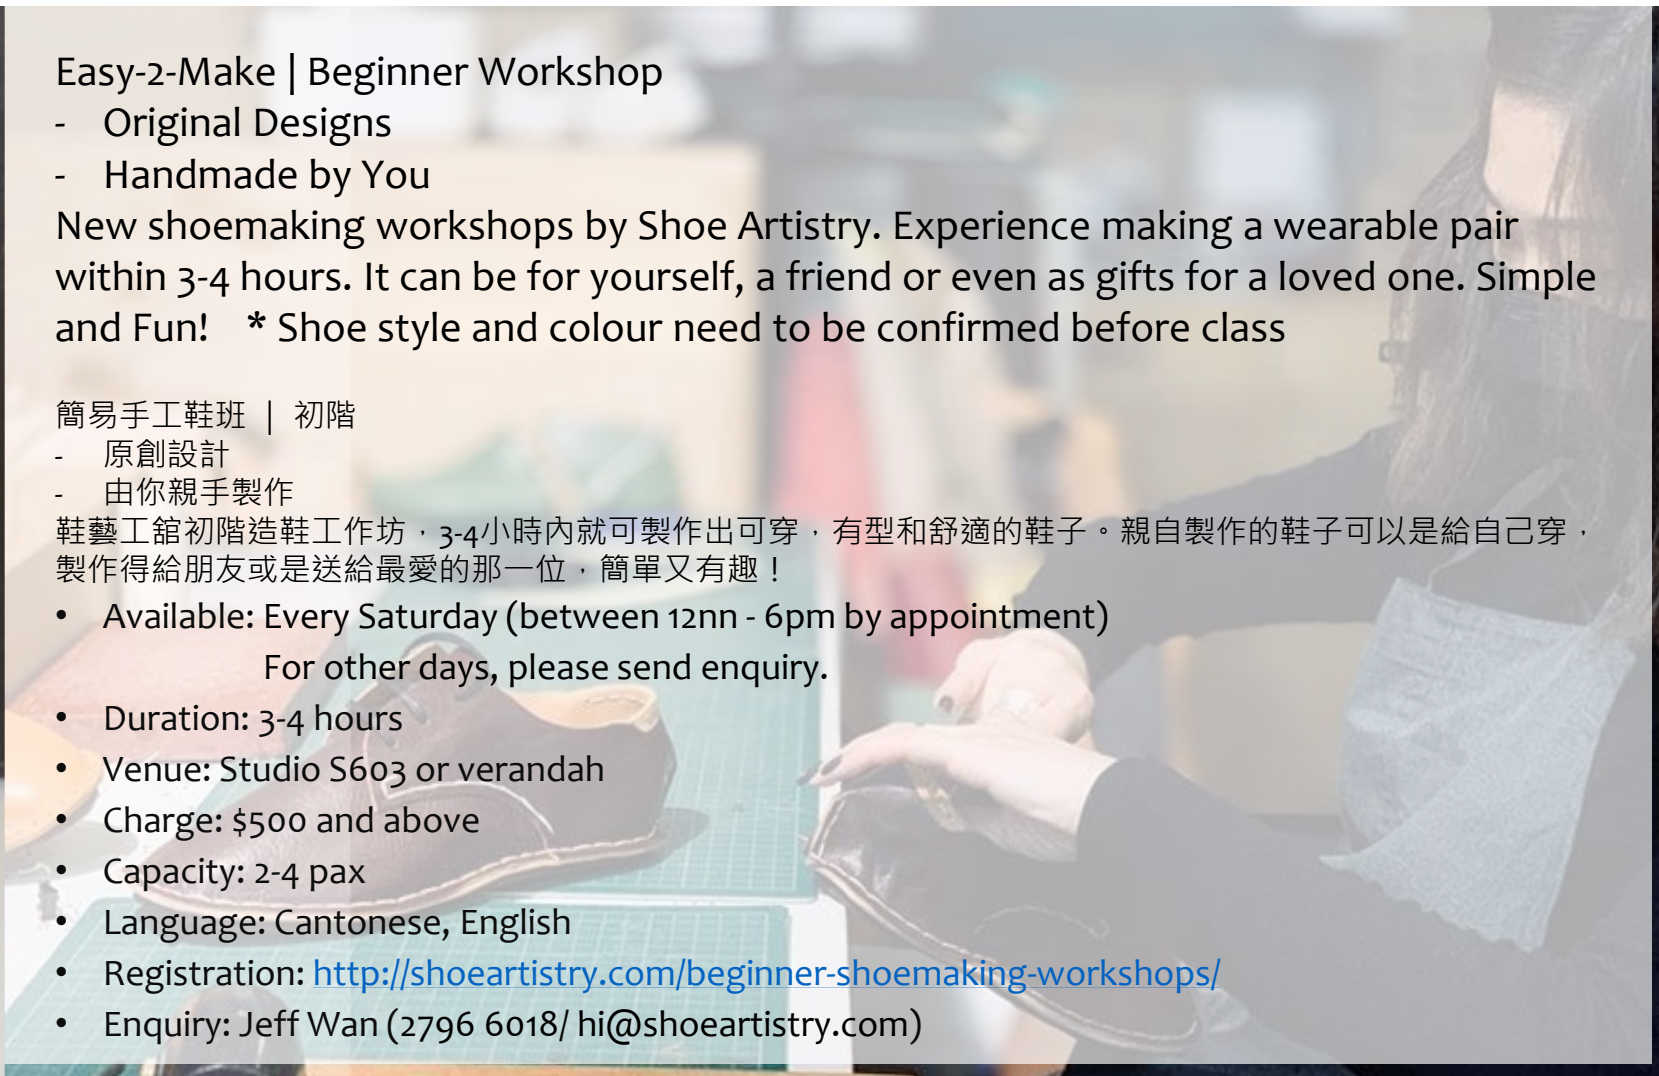 Easy-2-Make | Beginner Workshop
- Original Designs
- Handmade by You
New shoemaking workshops by Shoe Artistry. Experience making a wearable pair
within 3-4 hours. It can be for yourself, a friend or even as gifts for a loved one. Simple
and Fun! * Shoe style and colour need to be confirmed before class
簡易手工鞋班 | 初階
- 原創設計
- 由你親手製作
鞋藝工舘初階造鞋工作坊，3-4小時內就可製作出可穿，有型和舒適的鞋子。親自製作的鞋子可以是給自己穿，
製作得給朋友或是送給最愛的那一位，簡單又有趣！
• Available: Every Saturday (between 12nn - 6pm by appointment)
For other days, please send enquiry.
• Duration: 3-4 hours
• Venue: Studio S603 or verandah
• Charge: $500 and above
• Capacity: 2-4 pax
• Language: Cantonese, English
• Registration: http://shoeartistry.com/beginner-shoemaking-workshops/
• Enquiry: Jeff Wan (2796 6018/ hi@shoeartistry.com)